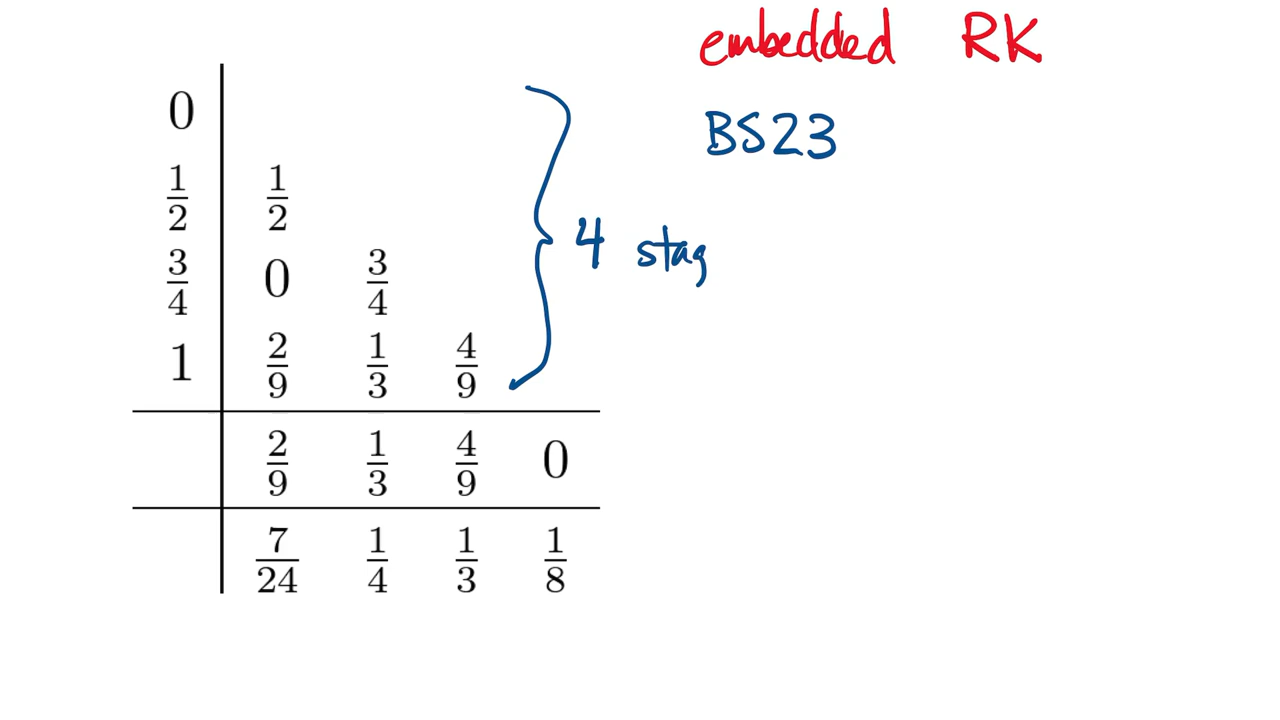 embedded RK
BS23
0
1/2 1/2
3/4 0 3/4
4 stag
1 2/9 1/3 4/9
2/9 1/3 4/9 0
7/24 1/4 1/3 1/8